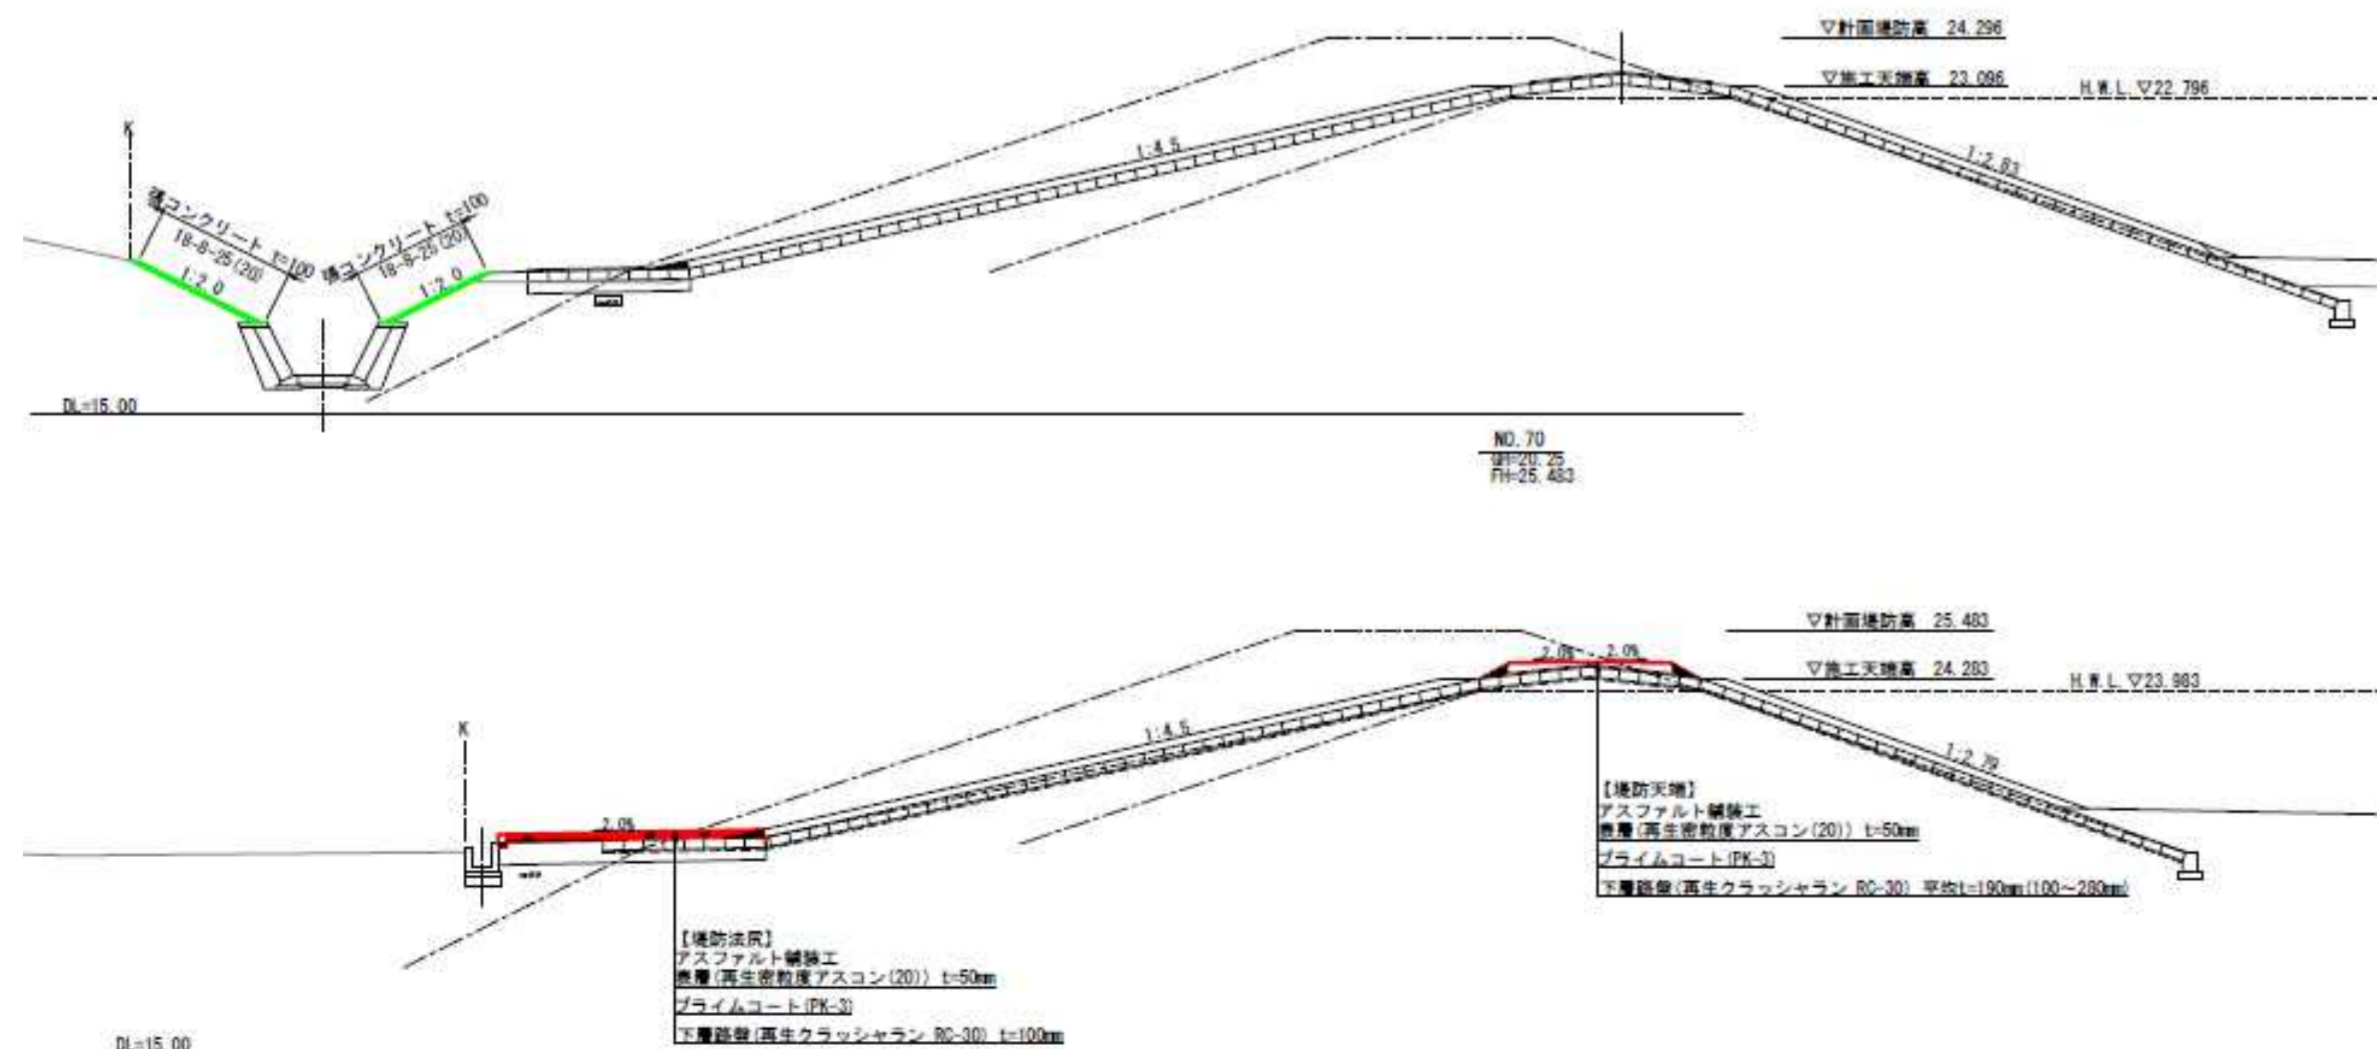 ▽計画堤防高 24.296
▽施工天端高 23.096
H.W.L.▽22.796
K
張コンクリート t=100
18-8-25(20)
1:2.0
張コンクリート t=100
18-8-25(20)
1:2.0
1:4.5
1:2.83
DL=15.00
NO.70
GH=20.25
FH=25.483
▽計画堤防高 25.483
▽施工天端高 24.283
H.W.L.▽23.983
2.0% 2.0%
K
2.0%
1:4.5
1:2.79
【堤防天端】
アスファルト舗装工
表層(再生密粒度アスコン(20)) t=50mm
プライムコート(PK-3)
下層路盤(再生クラッシャラン RC-30) 平均t=190mm(100～280mm)
【堤防法尻】
アスファルト舗装工
表層(再生密粒度アスコン(20)) t=50mm
プライムコート(PK-3)
下層路盤(再生クラッシャラン RC-30) t=100mm
DL=15.00